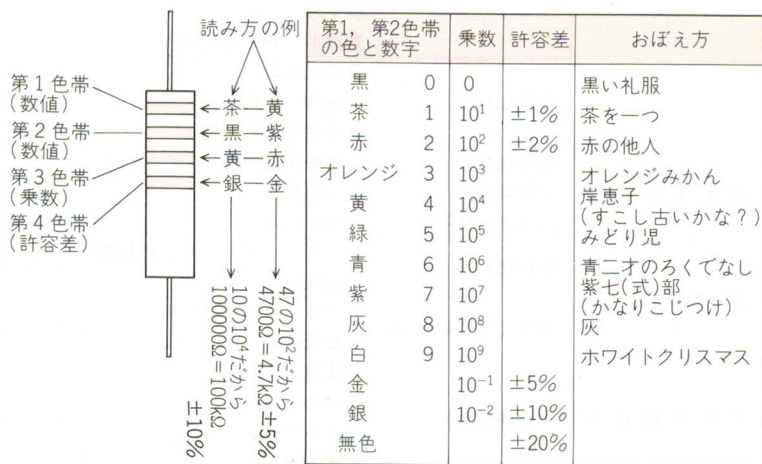 読み方の例
第1色帯
(数値)
第2色帯
(数値)
第3色帯
(乗数)
第4色帯
(許容差)
茶 黄
黒 紫
黄 赤
銀 金
47の10²だから
4700Ω=4.7kΩ±5%
10の10⁴だから
100000Ω=100kΩ
±10%
第1，第2色帯
の色と数字 乗数 許容差 おぼえ方
黒 0 0 黒い礼服
茶 1 10¹ ±1% 茶を一つ
赤 2 10² ±2% 赤の他人
オレンジ 3 10³ オレンジみかん
黄 4 10⁴ 岸恵子
(すこし古いかな？)
緑 5 10⁵ みどり児
青 6 10⁶ 青二才のろくでなし
紫 7 10⁷ 紫七(式)部
(かなりこじつけ)
灰 8 10⁸ 灰
白 9 10⁹ ホワイトクリスマス
金 10⁻¹ ±5%
銀 10⁻² ±10%
無色 ±20%